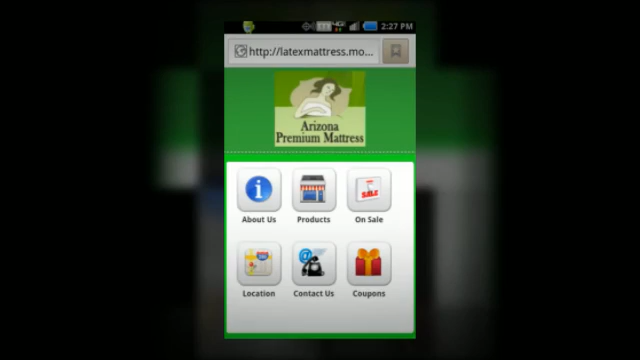 2:27 PM
http://latexmattress.mo...
Arizona
Premium Mattress
About Us
Products
On Sale
SALE
Location
Contact Us
Coupons